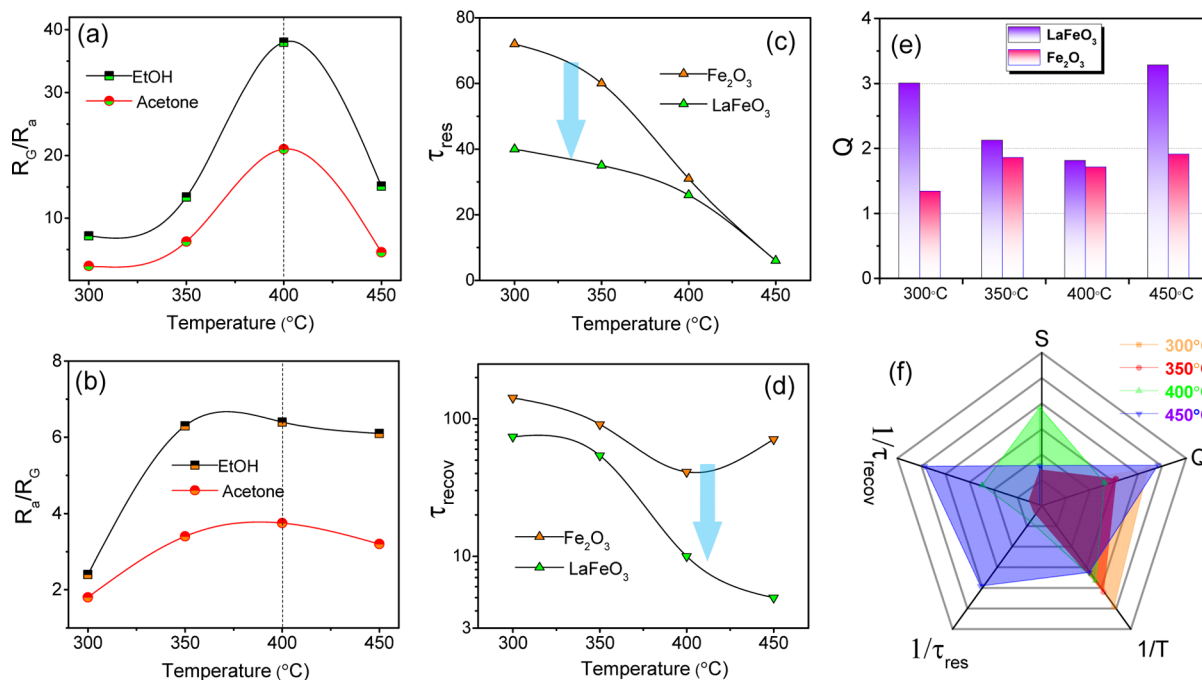 (a)
40
30
20
10
R_G/R_a
EtOH
Acetone
300 350 400 450
Temperature (°C)
(c)
80
60
40
20
0
τ_res
Fe₂O₃
LaFeO₃
300 350 400 450
Temperature (°C)
(e)
4
3
2
1
0
Q
LaFeO₃
Fe₂O₃
300°C 350°C 400°C 450°C
(b)
8
6
4
2
R_a/R_G
EtOH
Acetone
300 350 400 450
Temperature (°C)
(d)
100
10
3
τ_recov
Fe₂O₃
LaFeO₃
300 350 400 450
Temperature (°C)
(f)
S
Q
1/T
1/τ_res
1/τ_recov
300°
350°
400°
450°